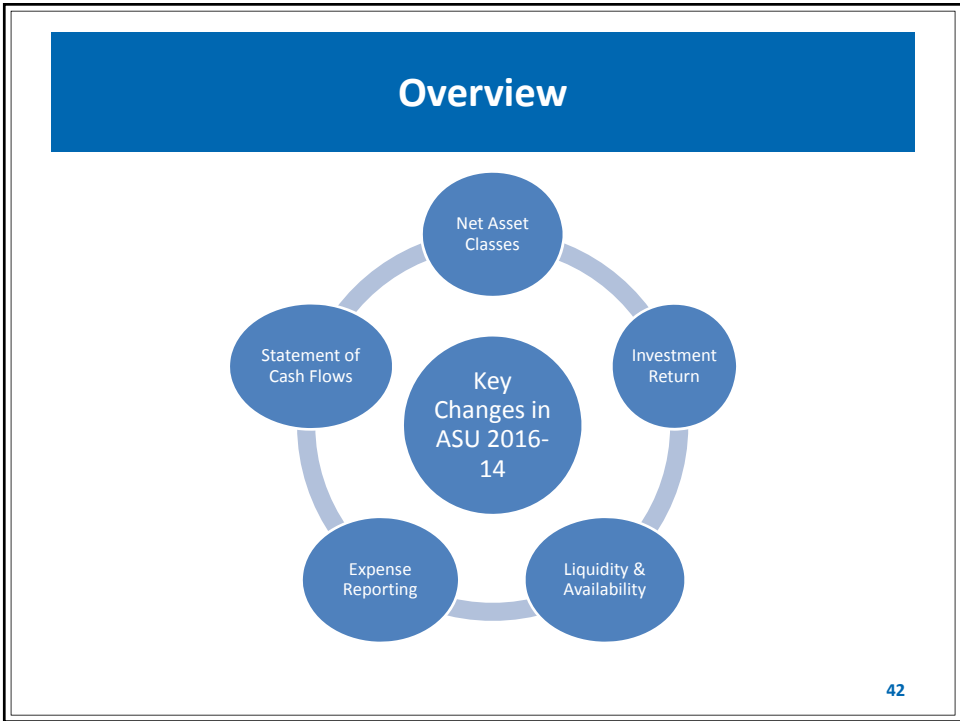 Overview
Net Asset
Classes
Investment
Return
Liquidity &
Availability
Expense
Reporting
Statement of
Cash Flows
Key
Changes in
ASU 2016-
14
42